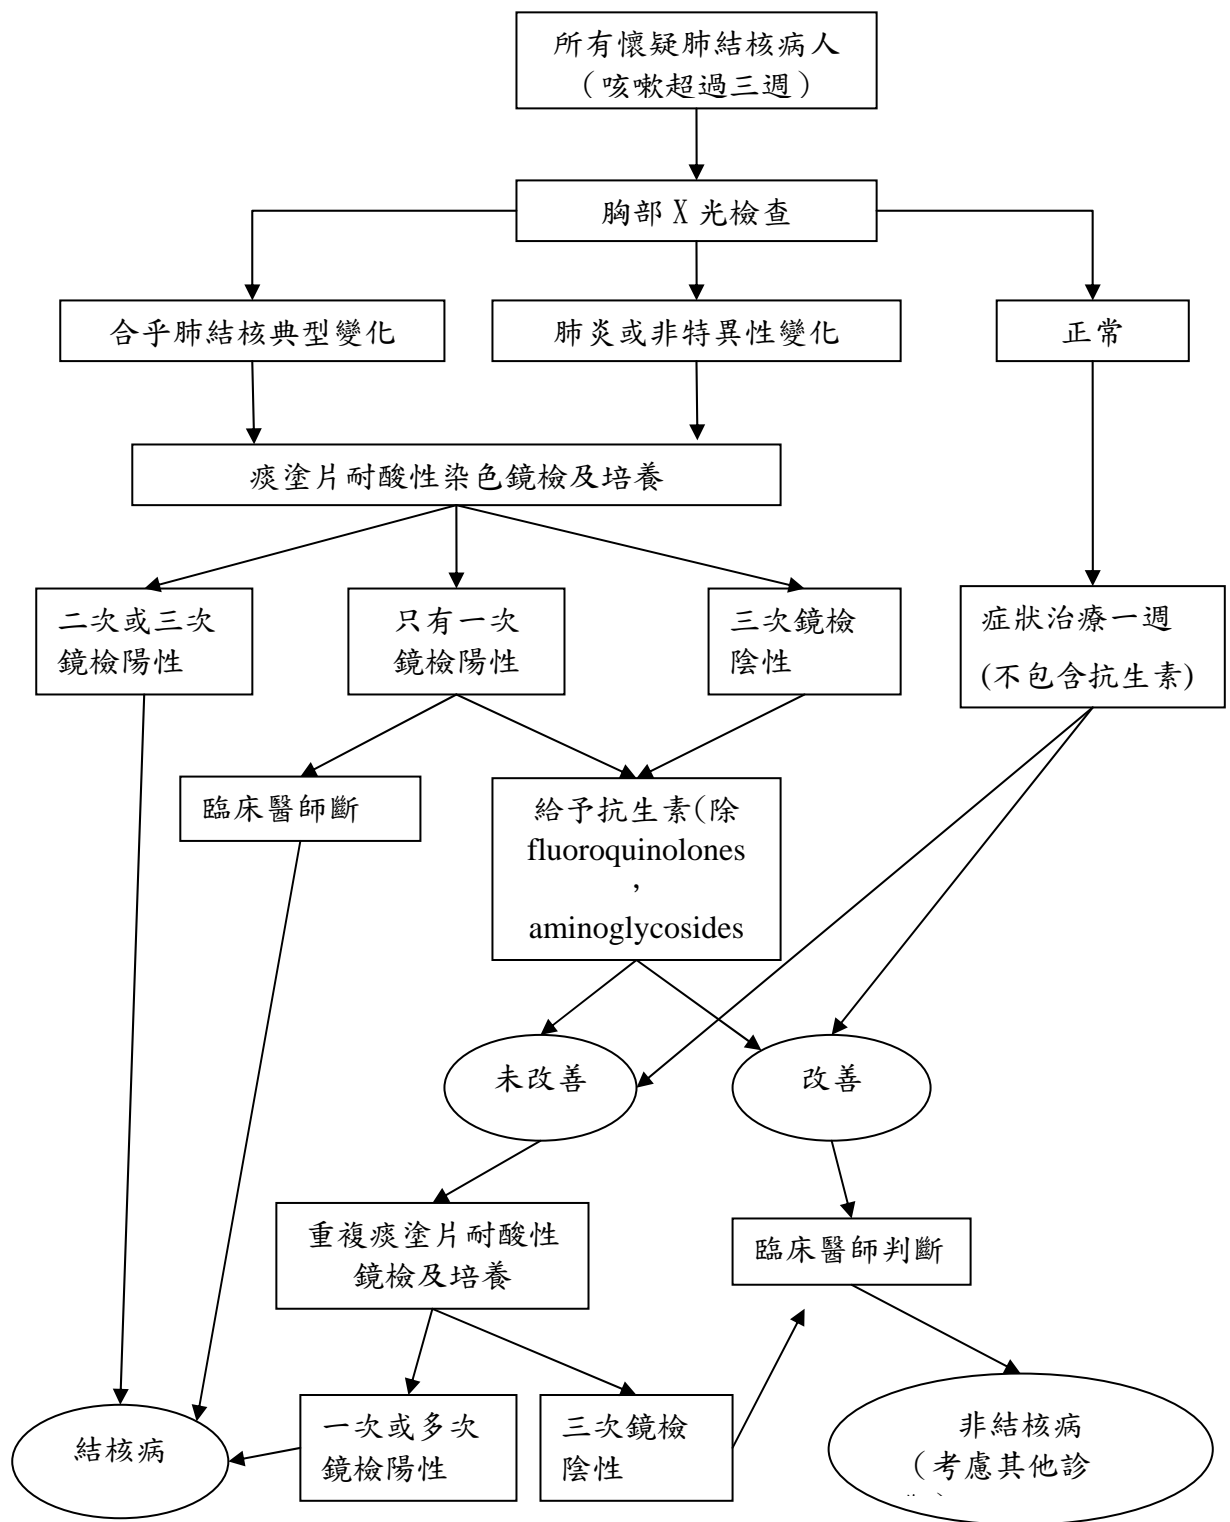 所有懷疑肺結核病人
（咳嗽超過三週）
胸部 X 光檢查
合乎肺結核典型變化
肺炎或非特異性變化
正常
痰塗片耐酸性染色鏡檢及培養
二次或三次
鏡檢陽性
只有一次
鏡檢陽性
三次鏡檢
陰性
症狀治療一週
(不包含抗生素)
臨床醫師斷
給予抗生素(除
fluoroquinolones
，
aminoglycosides
未改善
改善
重複痰塗片耐酸性
鏡檢及培養
臨床醫師判斷
結核病
一次或多次
鏡檢陽性
三次鏡檢
陰性
非結核病
（考慮其他診